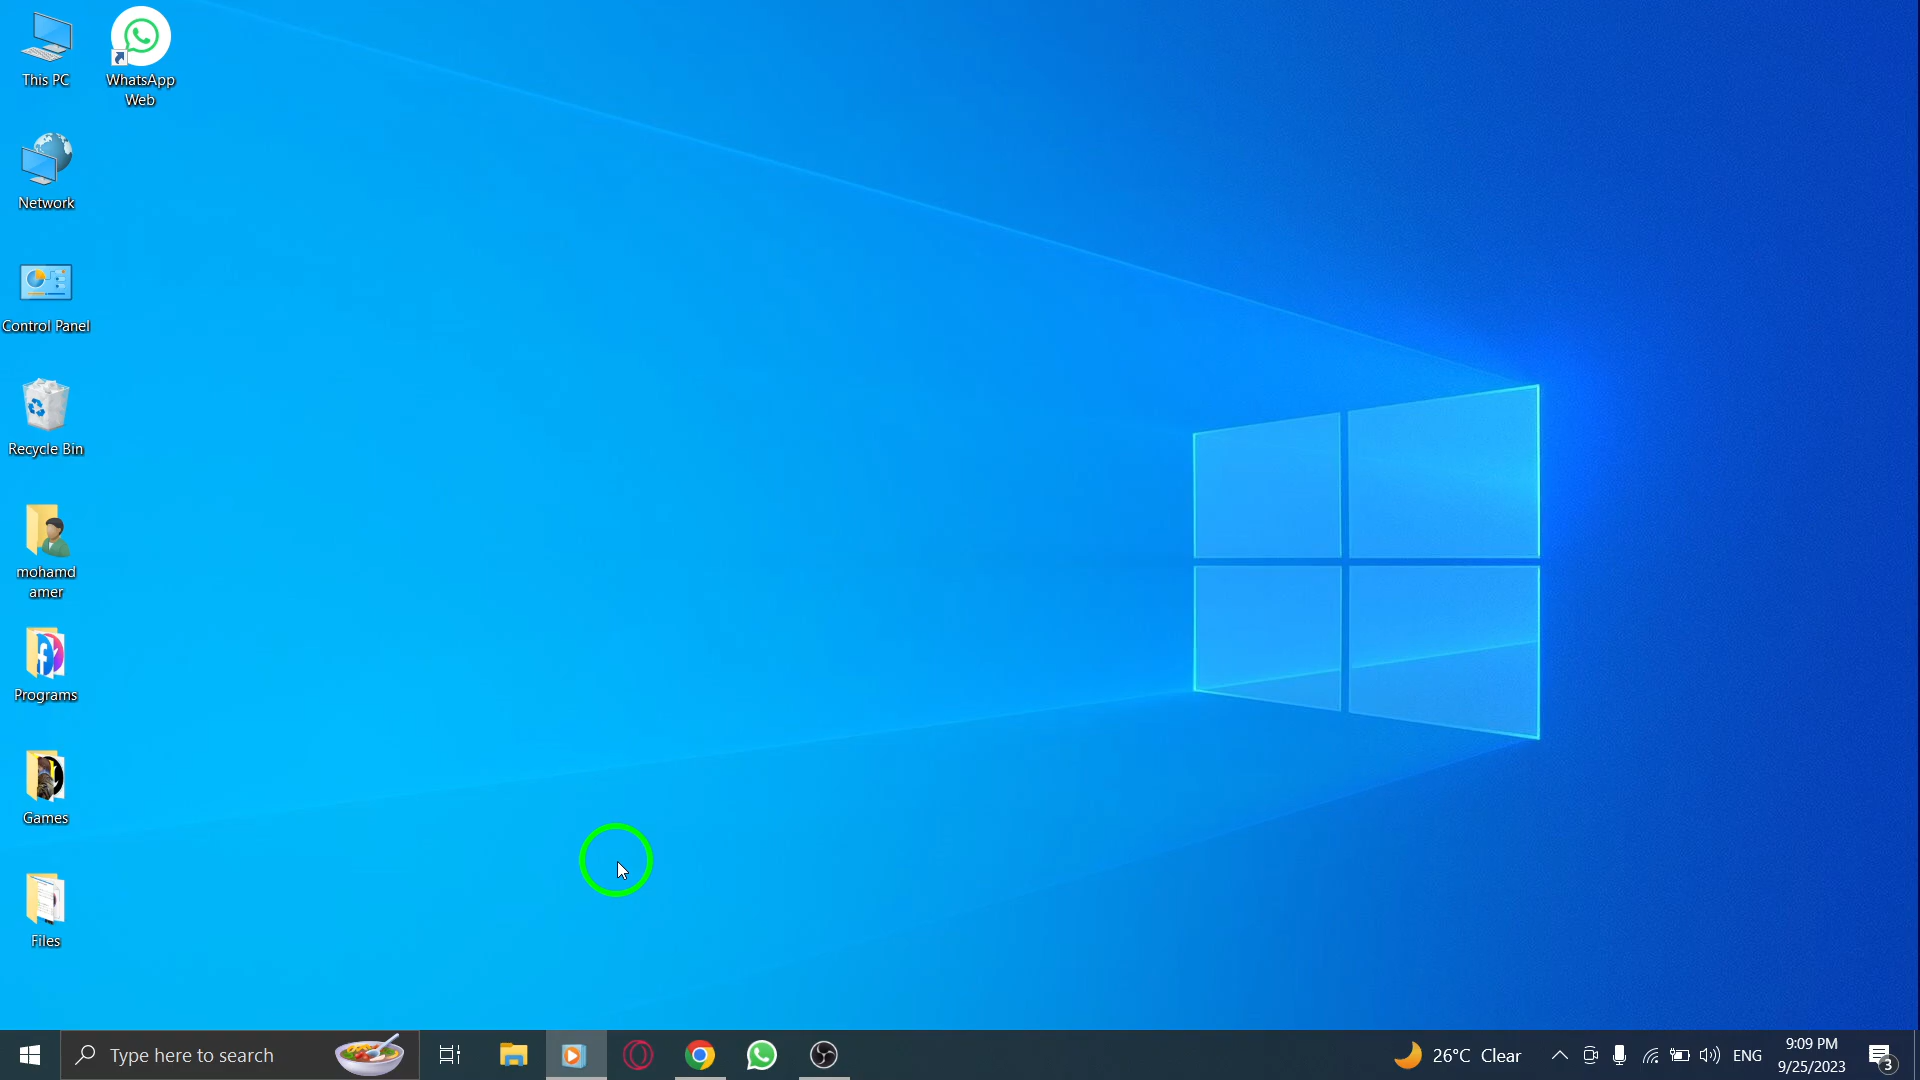 This PC
WhatsApp
Web
Network
Control Panel
Recycle Bin
mohamd
amer
Programs
Games
Files
Type here to search
26°C Clear
ENG
9:09 PM
9/25/2023
3